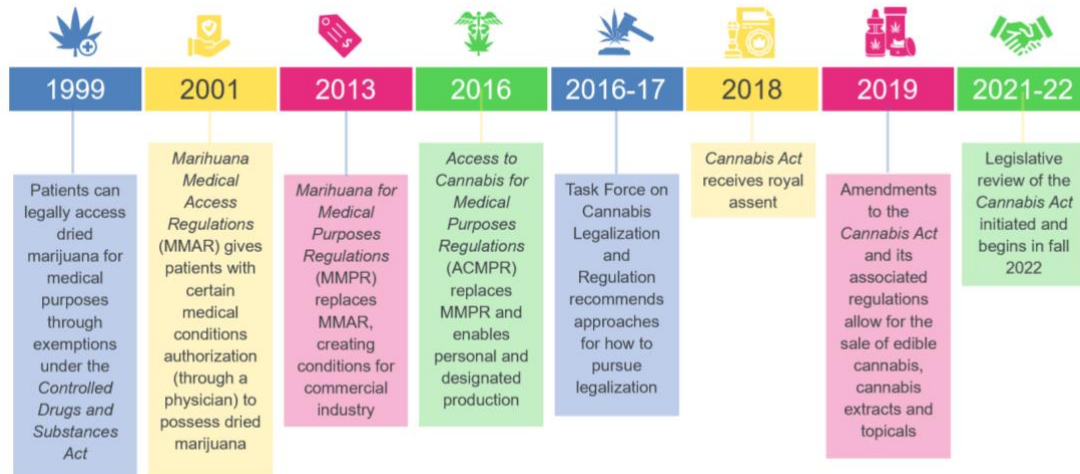 1999
Patients can
legally access
dried
marijuana for
medical
purposes
through
exemptions
under the
Controlled
Drugs and
Substances
Act
2001
Marihuana
Medical
Access
Regulations
(MMAR) gives
patients with
certain
medical
conditions
authorization
(through a
physician) to
possess dried
marijuana
2013
Marihuana for
Medical
Purposes
Regulations
(MMPR)
replaces
MMAR,
creating
conditions for
commercial
industry
2016
Access to
Cannabis for
Medical
Purposes
Regulations
(ACMPR)
replaces
MMPR and
enables
personal and
designated
production
2016-17
Task Force on
Cannabis
Legalization
and
Regulation
recommends
approaches
for how to
pursue
legalization
2018
Cannabis Act
receives royal
assent
2019
Amendments
to the
Cannabis Act
and its
associated
regulations
allow for the
sale of edible
cannabis,
cannabis
extracts and
topicals
2021-22
Legislative
review of the
Cannabis Act
initiated and
begins in fall
2022